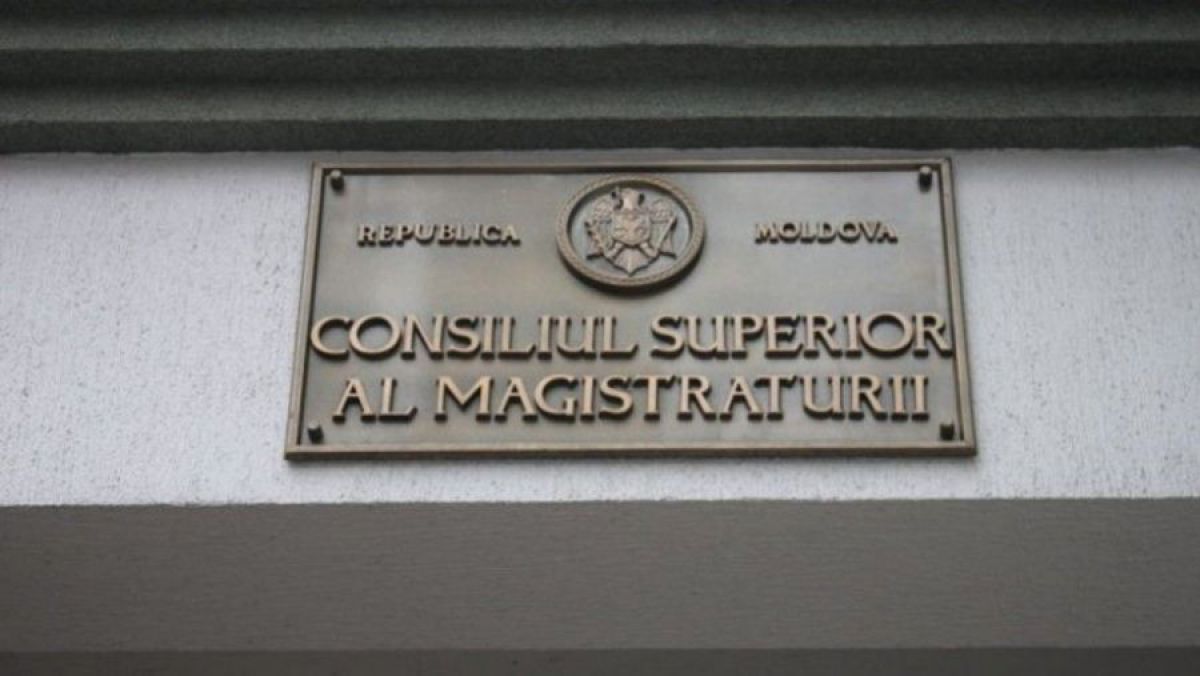 REPUBLICA MOLDOVA
CONSILIUL SUPERIOR
AL MAGISTRATURII